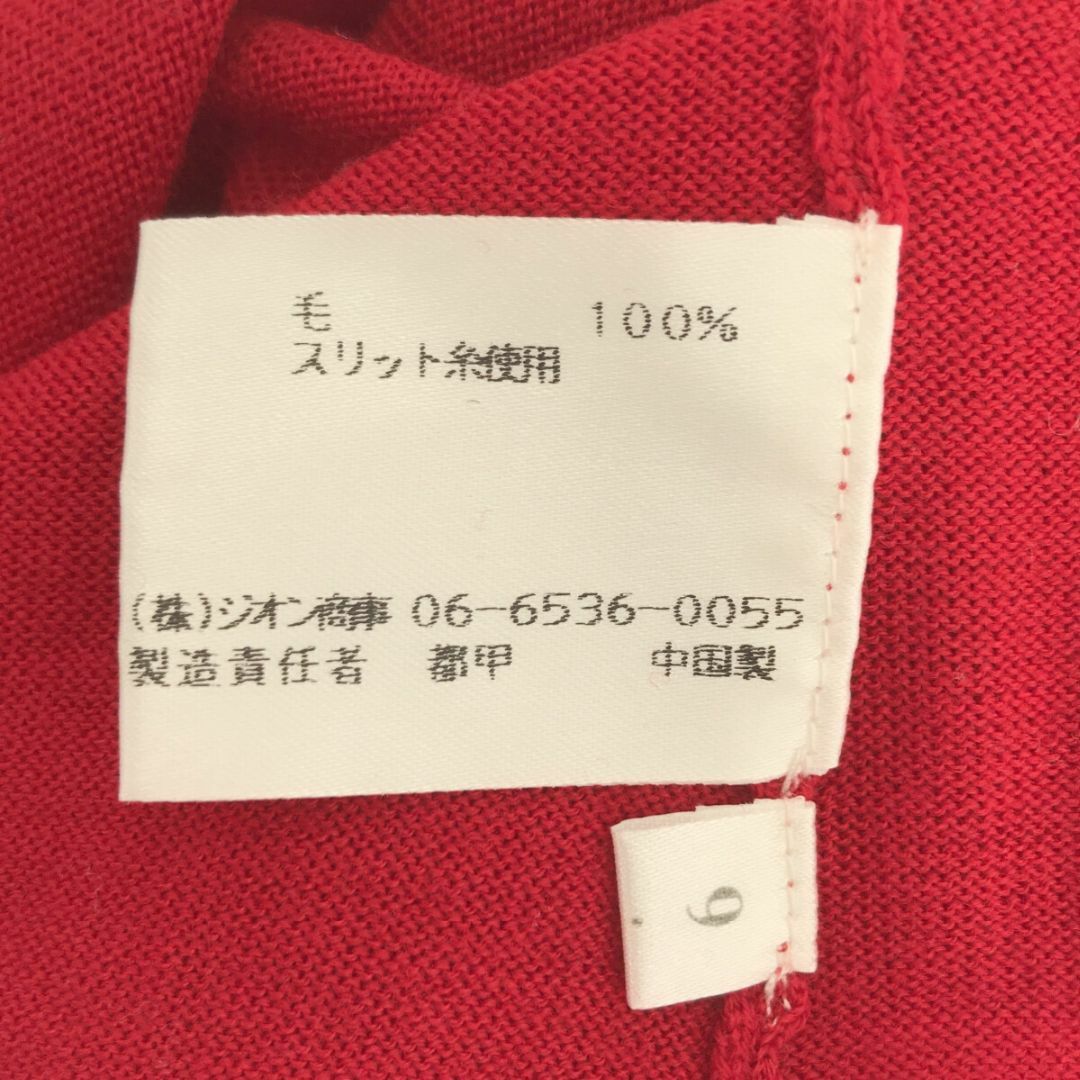 毛 100%
スリット糸使用
(株)ジオン商事 06-6536-0055
製造責任者 都甲 中国製
9